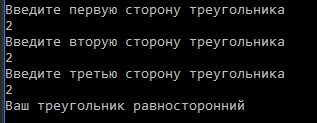 Введите первую сторону треугольника
2
Введите вторую сторону треугольника
2
Введите третью сторону треугольника
2
Ваш треугольник равносторонний